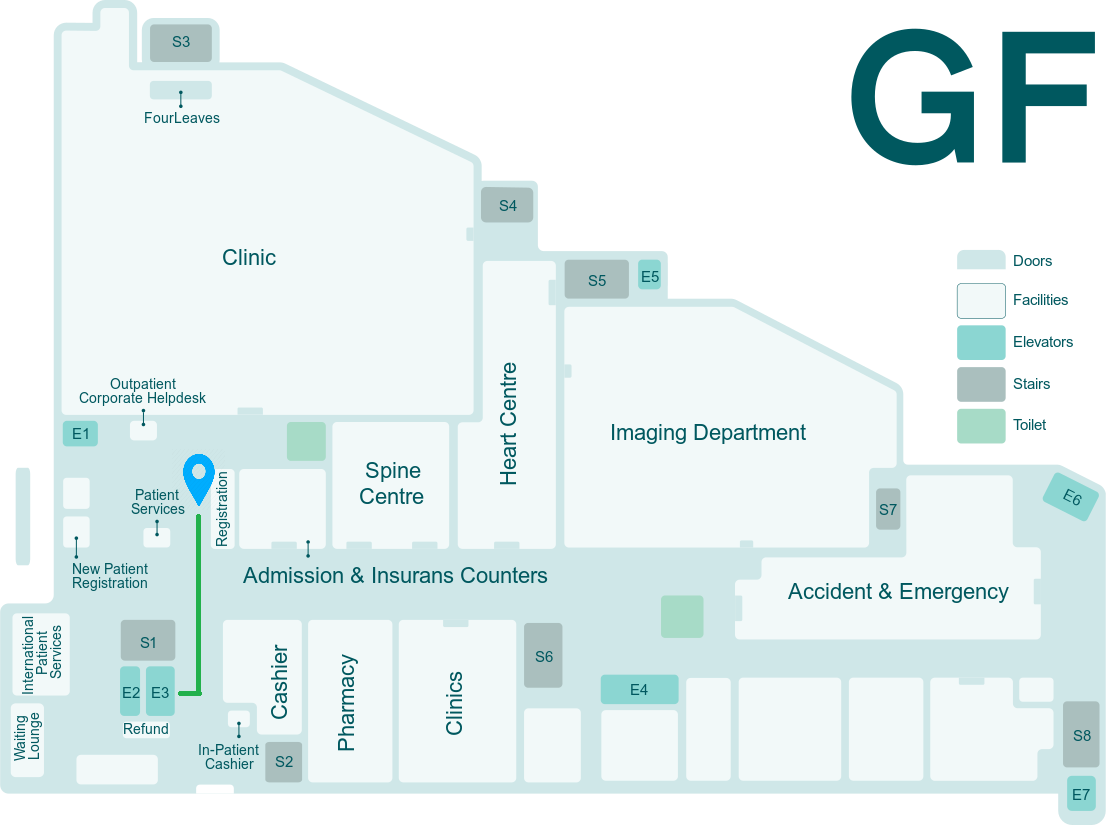 GF
S3
FourLeaves
S4
Clinic
S5
E5
Doors
Facilities
Elevators
Stairs
Toilet
Outpatient
Corporate Helpdesk
E1
Heart Centre
Imaging Department
Spine
Centre
Registration
Patient
Services
S7
E6
New Patient
Registration
Admission & Insurans Counters
Accident & Emergency
International
Patient
Services
S1
E2
E3
Refund
Waiting
Lounge
Cashier
In-Patient
Cashier
S2
Pharmacy
Clinics
S6
E4
S8
E7